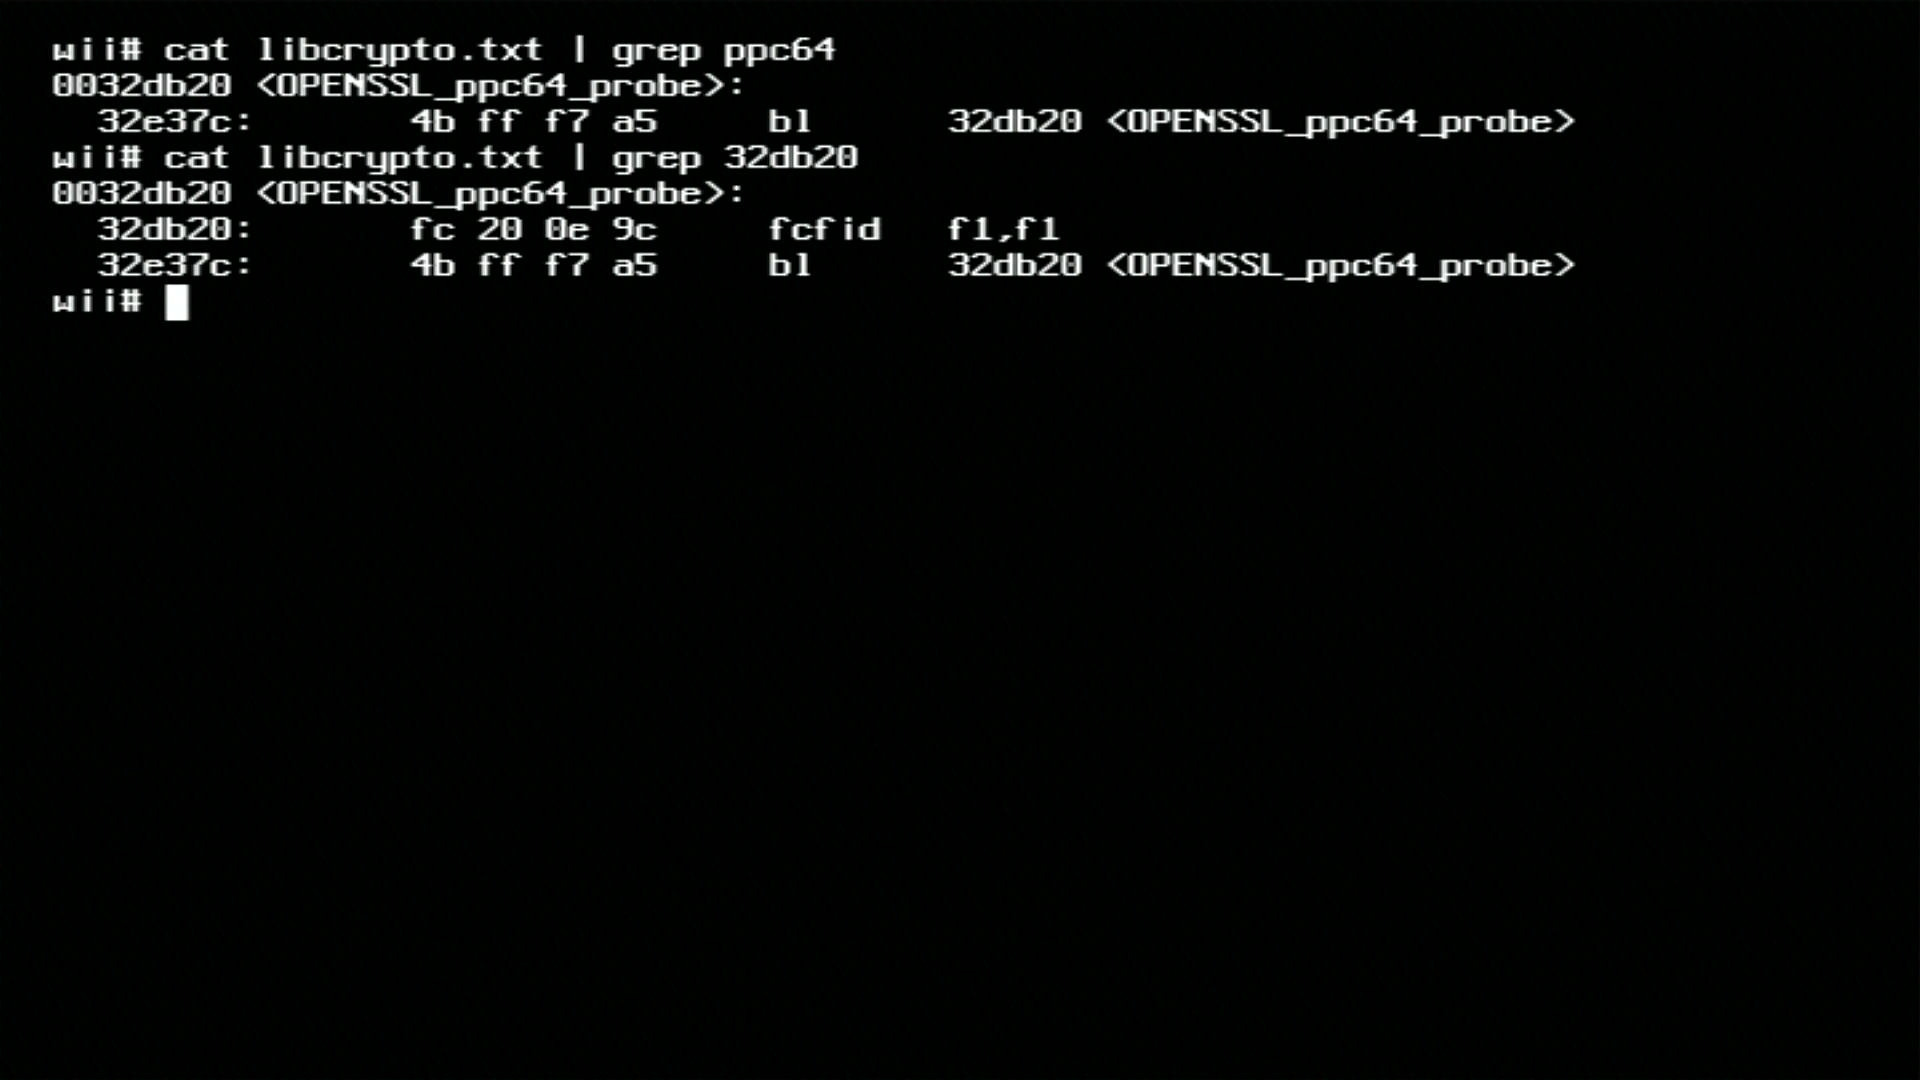 wii# cat libcrypto.txt | grep ppc64
0032db20 <OPENSSL_ppc64_probe>:
  32e37c:       4b ff f7 a5     bl      32db20 <OPENSSL_ppc64_probe>
wii# cat libcrypto.txt | grep 32db20
0032db20 <OPENSSL_ppc64_probe>:
  32db20:       fc 20 0e 9c     fcfid   f1,f1
  32e37c:       4b ff f7 a5     bl      32db20 <OPENSSL_ppc64_probe>
wii#